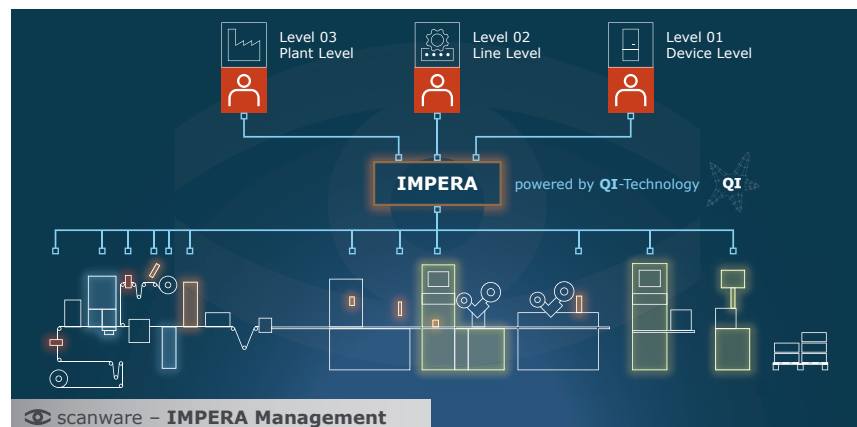 Level 03
Plant Level
Level 02
Line Level
Level 01
Device Level
IMPERA
powered by QI-Technology
QI
scanware – IMPERA Management